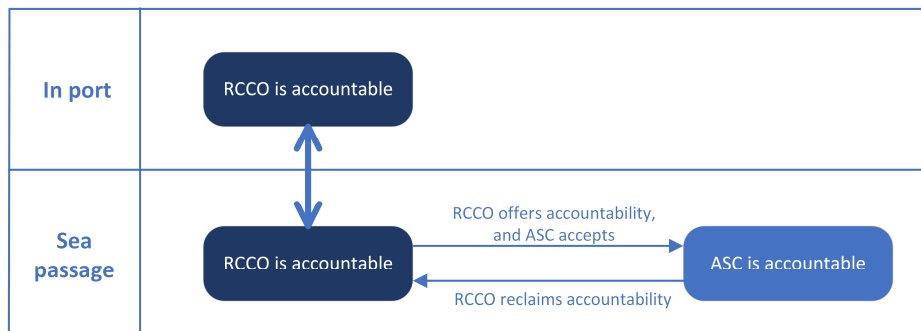 In port
RCCO is accountable
Sea
passage
RCCO is accountable
RCCO offers accountability,
and ASC accepts
RCCO reclaims accountability
ASC is accountable